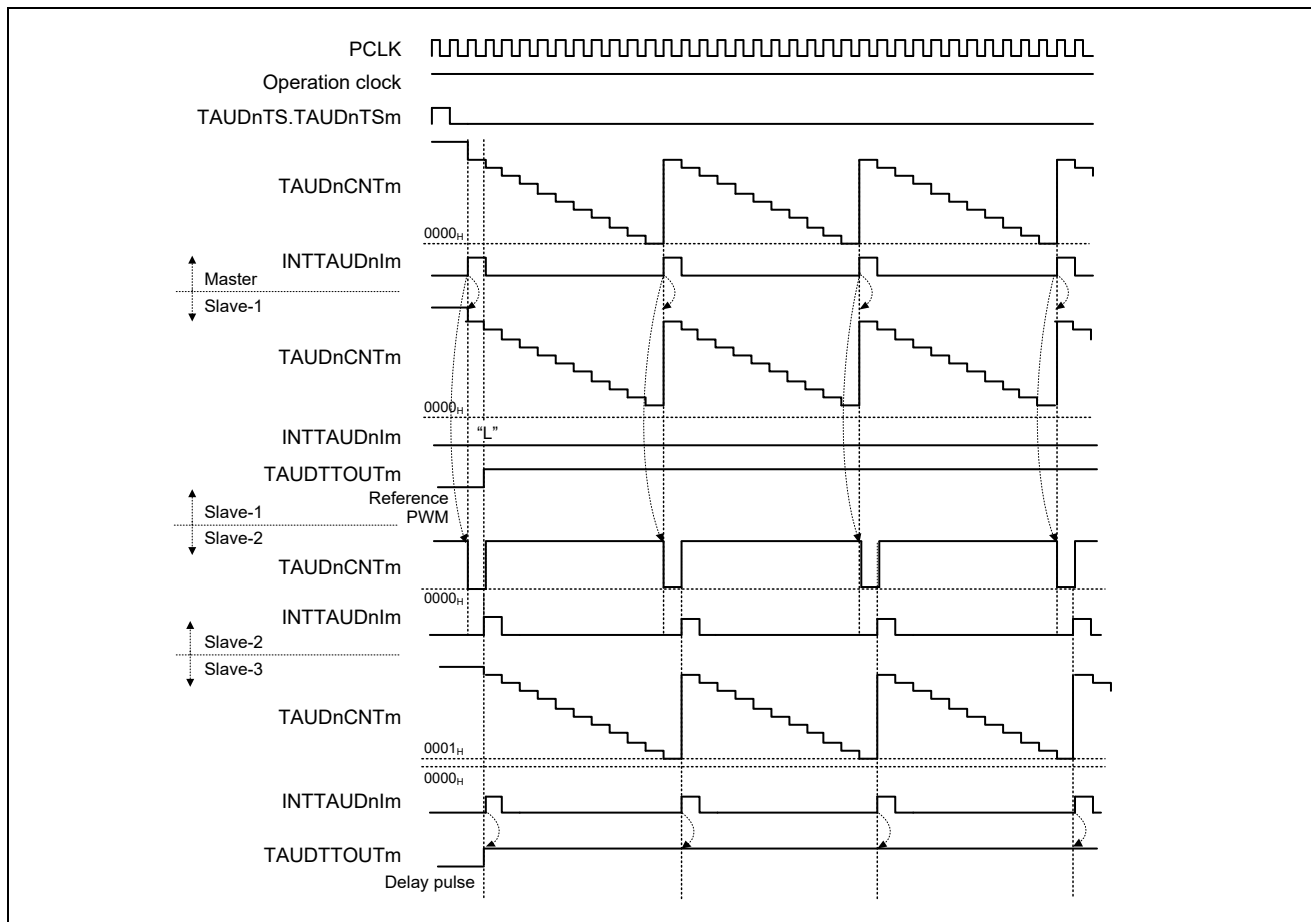 PCLK
Operation clock
TAUDnTS.TAUDnTSm
TAUDnCNTm
0000H
INTTAUDnIm
Master
Slave-1
TAUDnCNTm
0000H
INTTAUDnIm
“L”
TAUDTTOUTm
Reference
PWM
Slave-1
Slave-2
TAUDnCNTm
0000H
INTTAUDnIm
Slave-2
Slave-3
TAUDnCNTm
0001H
0000H
INTTAUDnIm
TAUDTTOUTm
Delay pulse